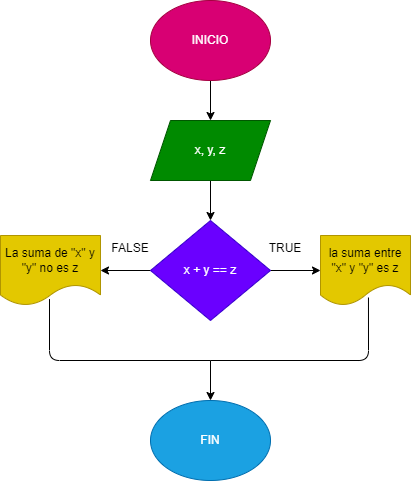 INICIO
x, y, z
FALSE
TRUE
La suma de "x" y
"y" no es z
x + y == z
la suma entre
"x" y "y" es z
FIN